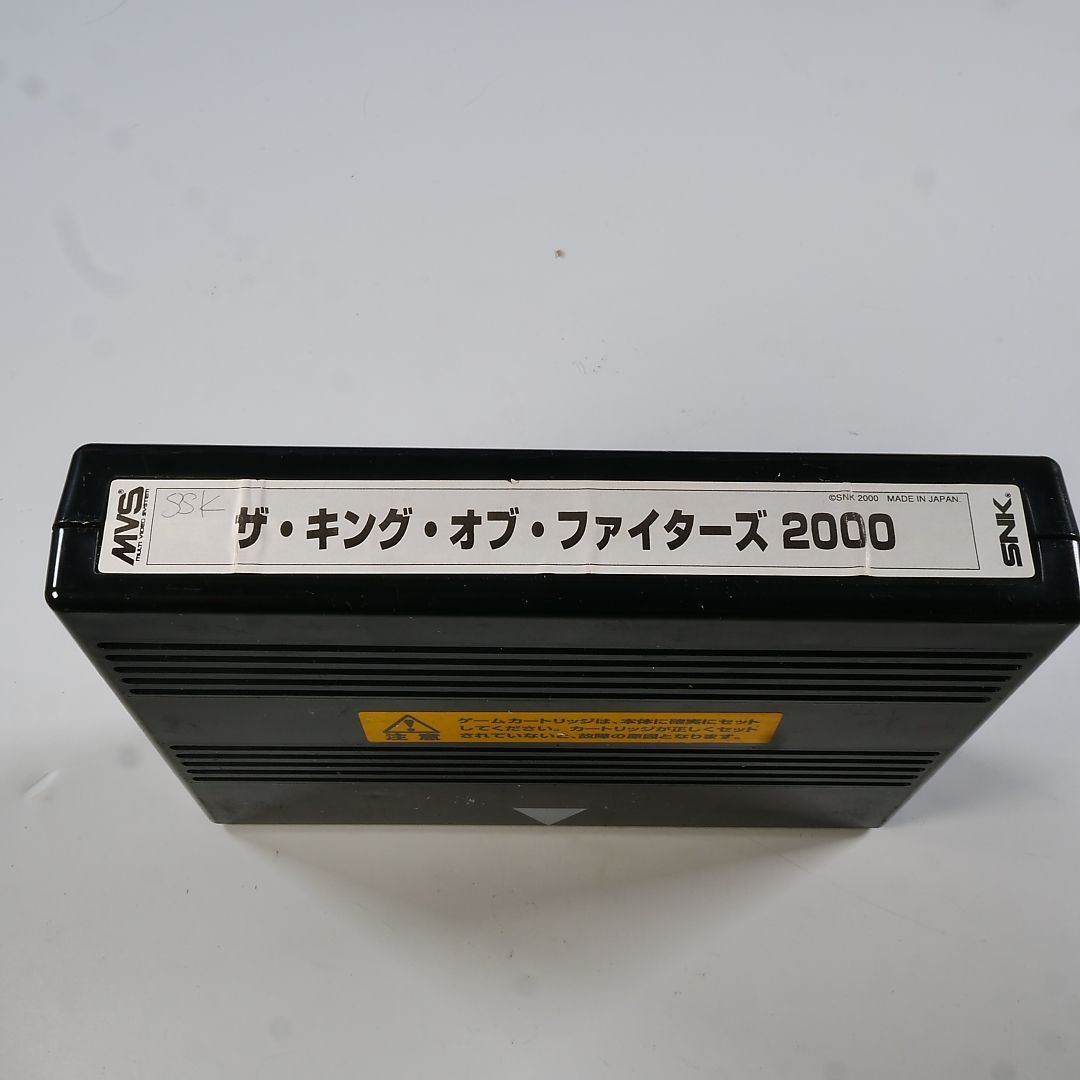 MVS®
MULTI VIDEO SYSTEM
SSK
ザ・キング・オブ・ファイターズ 2000
©SNK 2000 MADE IN JAPAN.
SNK®
注意
ゲームカートリッジは、本体に確実にセット
してください。カートリッジが正しくセット
されていないと、故障の原因となります。